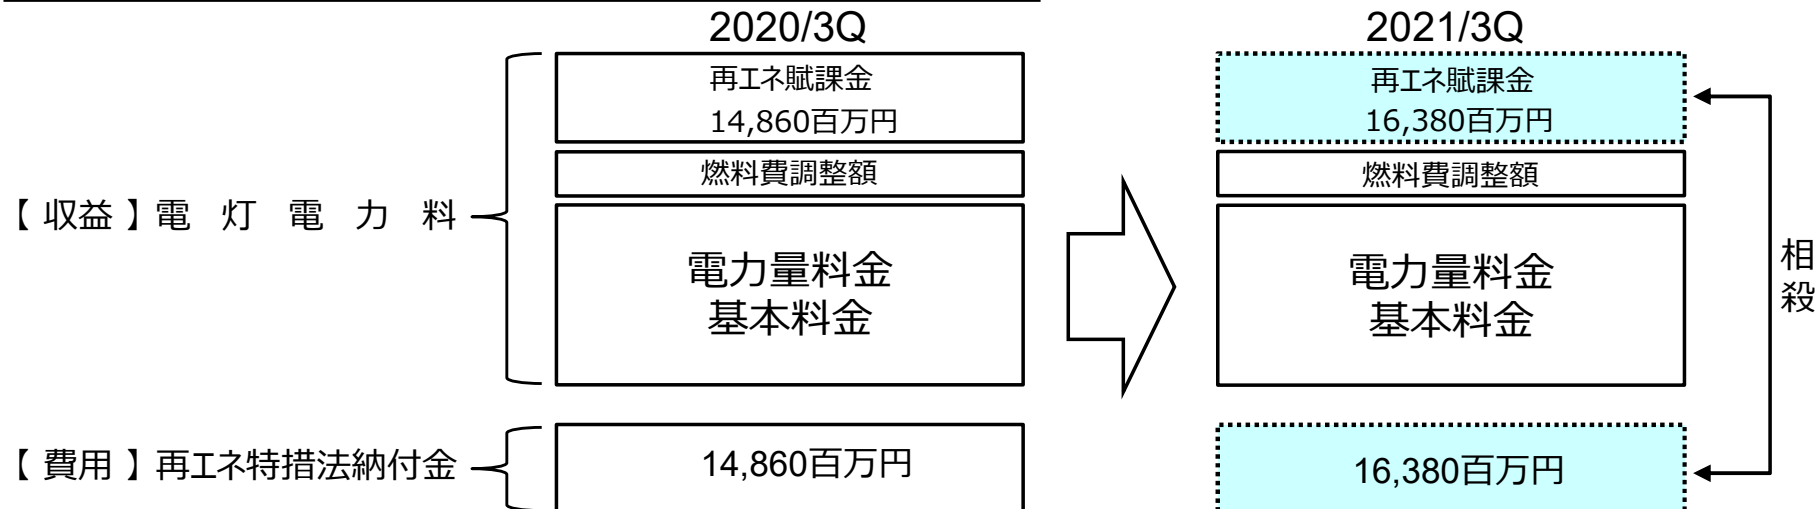 2020/3Q
2021/3Q
再エネ賦課金
14,860百万円
再エネ賦課金
16,380百万円
燃料費調整額
燃料費調整額
【 収益 】電 灯 電 力 料
電力量料金
基本料金
電力量料金
基本料金
相殺
【 費用 】再エネ特措法納付金
14,860百万円
16,380百万円